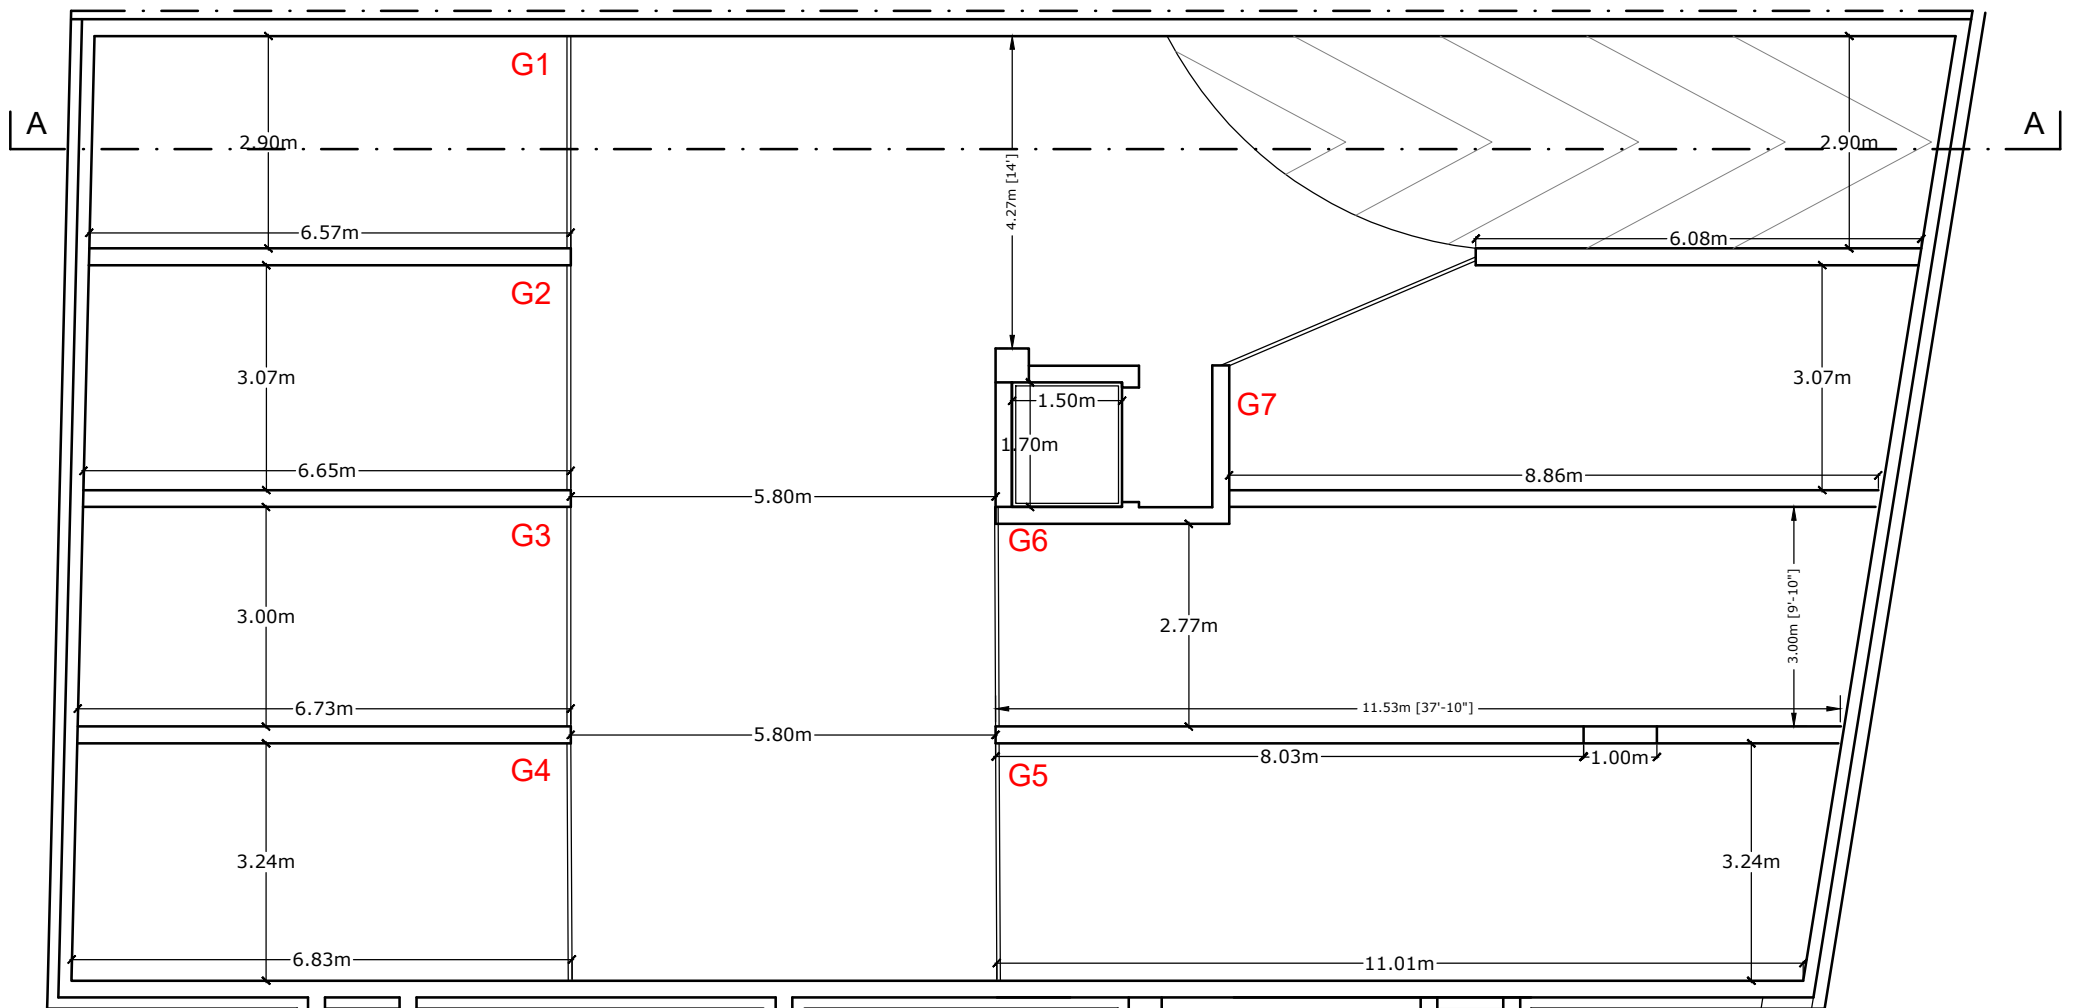 G1
A
A
2.90m
2.90m
4.27m [14']
6.57m
6.08m
G2
3.07m
3.07m
1.50m
G7
1.70m
6.65m
8.86m
5.80m
G3
G6
3.00m
2.77m
3.00m [9'-10"]
6.73m
11.53m [37'-10"]
5.80m
8.03m
1.00m
G4
G5
3.24m
3.24m
6.83m
11.01m